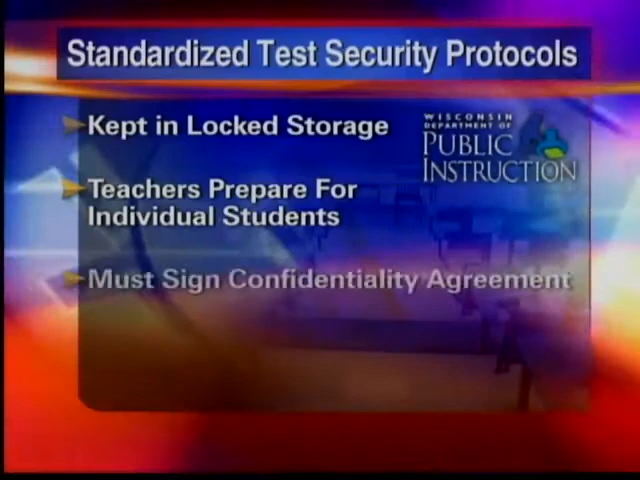 Standardized Test Security Protocols
Kept in Locked Storage
WISCONSIN
DEPARTMENT OF
PUBLIC
INSTRUCTION
Teachers Prepare For
Individual Students
Must Sign Confidentiality Agreement